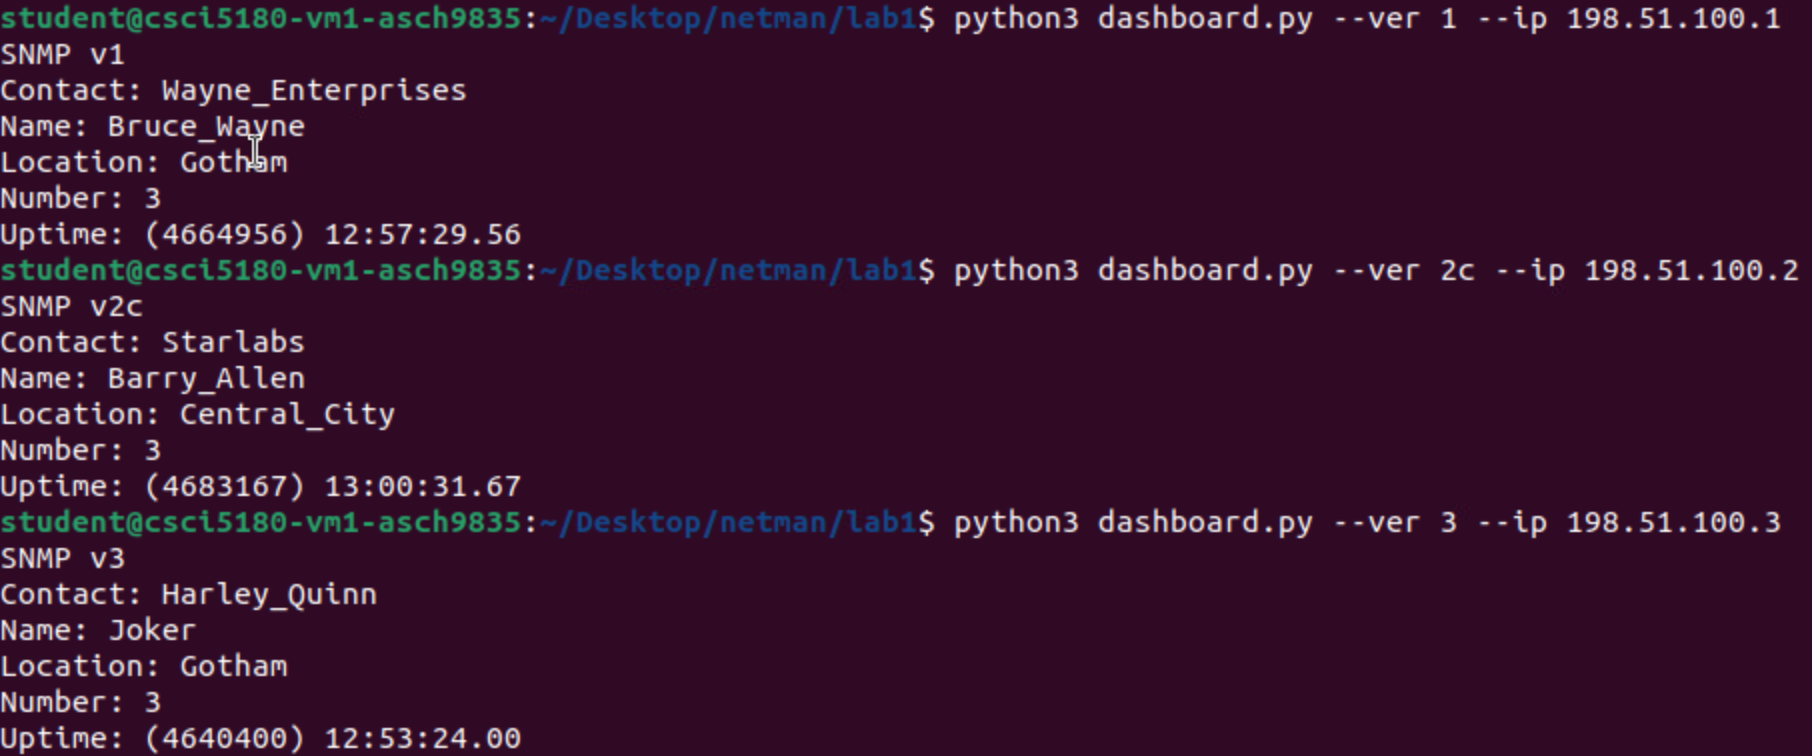 student@csci5180-vm1-asch9835:~/Desktop/netman/lab1$ python3 dashboard.py --ver 1 --ip 198.51.100.1
SNMP v1
Contact: Wayne_Enterprises
Name: Bruce_Wayne
Location: Gotham
Number: 3
Uptime: (4664956) 12:57:29.56
student@csci5180-vm1-asch9835:~/Desktop/netman/lab1$ python3 dashboard.py --ver 2c --ip 198.51.100.2
SNMP v2c
Contact: Starlabs
Name: Barry_Allen
Location: Central_City
Number: 3
Uptime: (4683167) 13:00:31.67
student@csci5180-vm1-asch9835:~/Desktop/netman/lab1$ python3 dashboard.py --ver 3 --ip 198.51.100.3
SNMP v3
Contact: Harley_Quinn
Name: Joker
Location: Gotham
Number: 3
Uptime: (4640400) 12:53:24.00